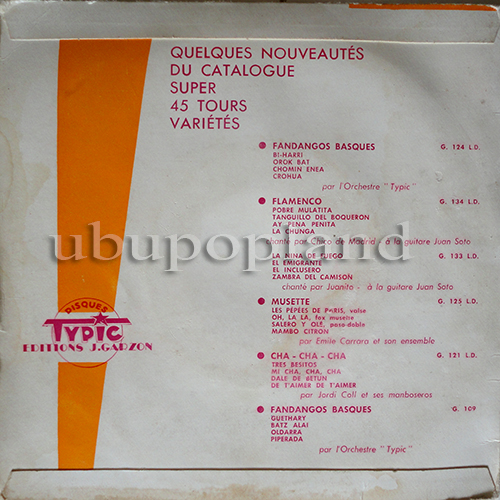 QUELQUES NOUVEAUTÉS
DU CATALOGUE
SUPER
45 TOURS
VARIÉTÉS
FANDANGOS BASQUES G. 124 L.D.
BI-HARRI
OROK BAT
CHOMIN ENEA
CROHUA
par l'Orchestre "Typic"
FLAMENCO G. 134 L.D.
POBRE MULATITA
TANGUILLO DEL BOQUERON
AY PENA PENITA
LA CHUNGA
chanté par Chico de Madrid - à la guitare Juan Soto
LA NINA DE FUEGO G. 133 L.D.
EL EMIGRANTE
EL INCLUSERO
ZAMBRA DEL CAMISON
chanté par Juanito - à la guitare Juan Soto
ubupopland
MUSETTE G. 125 L.D.
LES PÉPÉES DE PARIS, valse
OH, LA LA, fox musette
SALERO Y OLÉ, paso doble
MAMBO CITRON
par Emile Carrara et son ensemble
CHA - CHA - CHA G. 121 L.D.
TRES BESITOS
MI CHA, CHA, CHA
DALE DE BETUN
DE T'AIMER DE T'AIMER
par Jordi Coll et ses manboseros
FANDANGOS BASQUES G. 109
GUETHARY
BATZ ALAI
OLDARRA
PIPERADA
par l'Orchestre "Typic"
DISQUES
TYPIC
EDITIONS J. GARZON